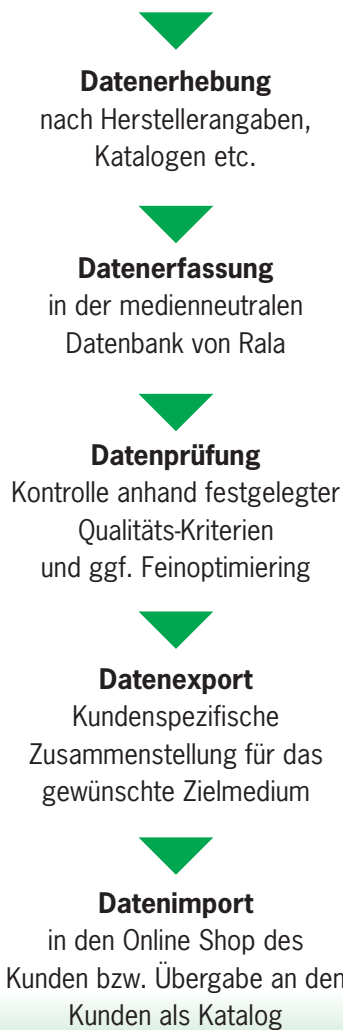 Datenerhebung
nach Herstellerangaben,
Katalogen etc.
Datenerfassung
in der medienneutralen
Datenbank von Rala
Datenprüfung
Kontrolle anhand festgelegter
Qualitäts-Kriterien
und ggf. Feinoptimiering
Datenexport
Kundenspezifische
Zusammenstellung für das
gewünschte Zielmedium
Datenimport
in den Online Shop des
Kunden bzw. Übergabe an den
Kunden als Katalog